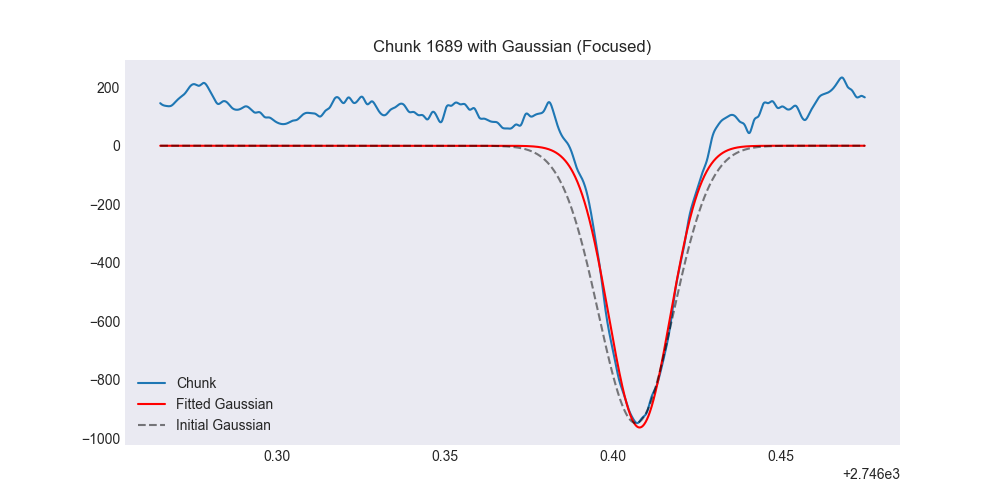 Chunk 1689 with Gaussian (Focused)
200
0
−200
−400
−600
−800
−1000
Chunk
Fitted Gaussian
Initial Gaussian
0.30 0.35 0.40 0.45
+2.746e3